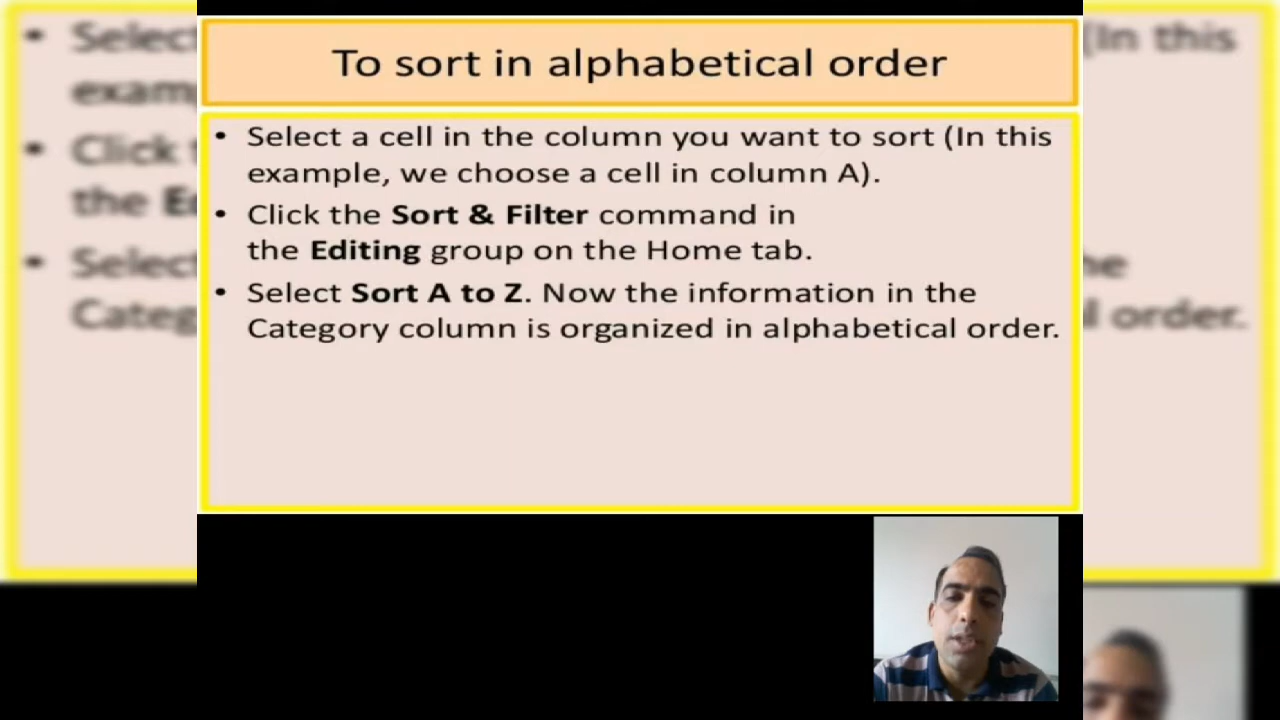 To sort in alphabetical order
• Select a cell in the column you want to sort (In this
example, we choose a cell in column A).
• Click the Sort & Filter command in
the Editing group on the Home tab.
• Select Sort A to Z. Now the information in the
Category column is organized in alphabetical order.